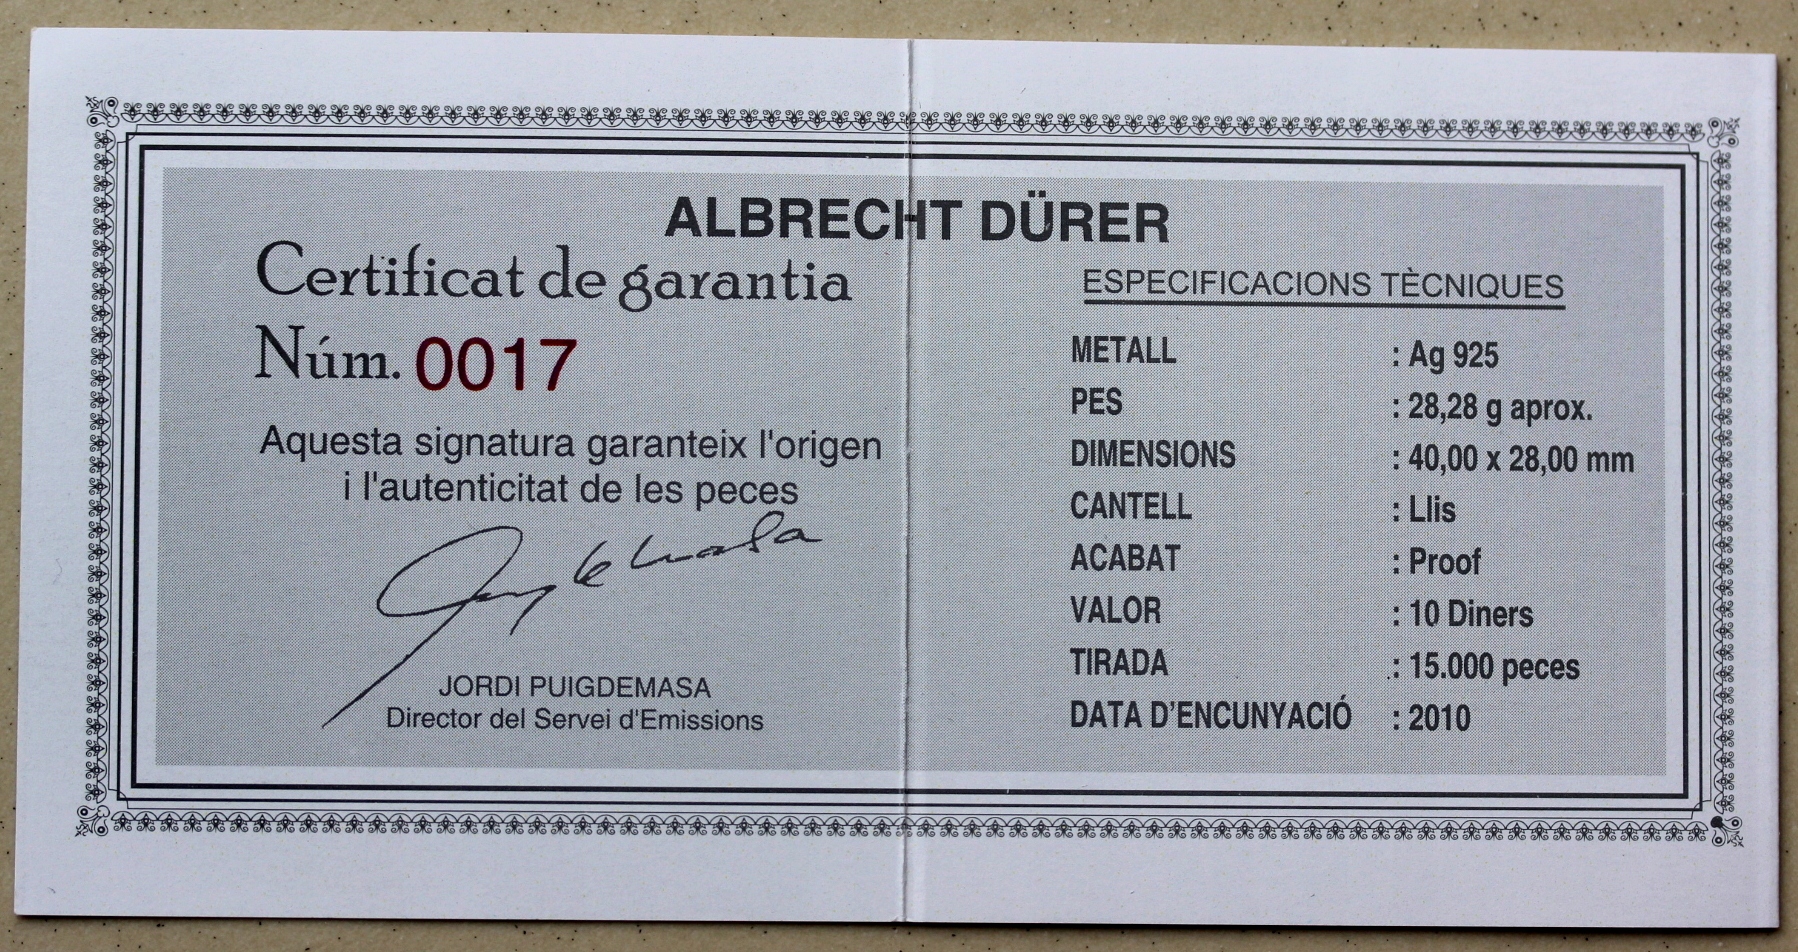 ALBRECHT DÜRER
Certificat de garantia
Núm. 0017
Aquesta signatura garanteix l'origen
i l'autenticitat de les peces
JORDI PUIGDEMASA
Director del Servei d'Emissions
ESPECIFICACIONS TÈCNIQUES
METALL : Ag 925
PES : 28,28 g aprox.
DIMENSIONS : 40,00 x 28,00 mm
CANTELL : Llis
ACABAT : Proof
VALOR : 10 Diners
TIRADA : 15.000 peces
DATA D'ENCUNYACIÓ : 2010